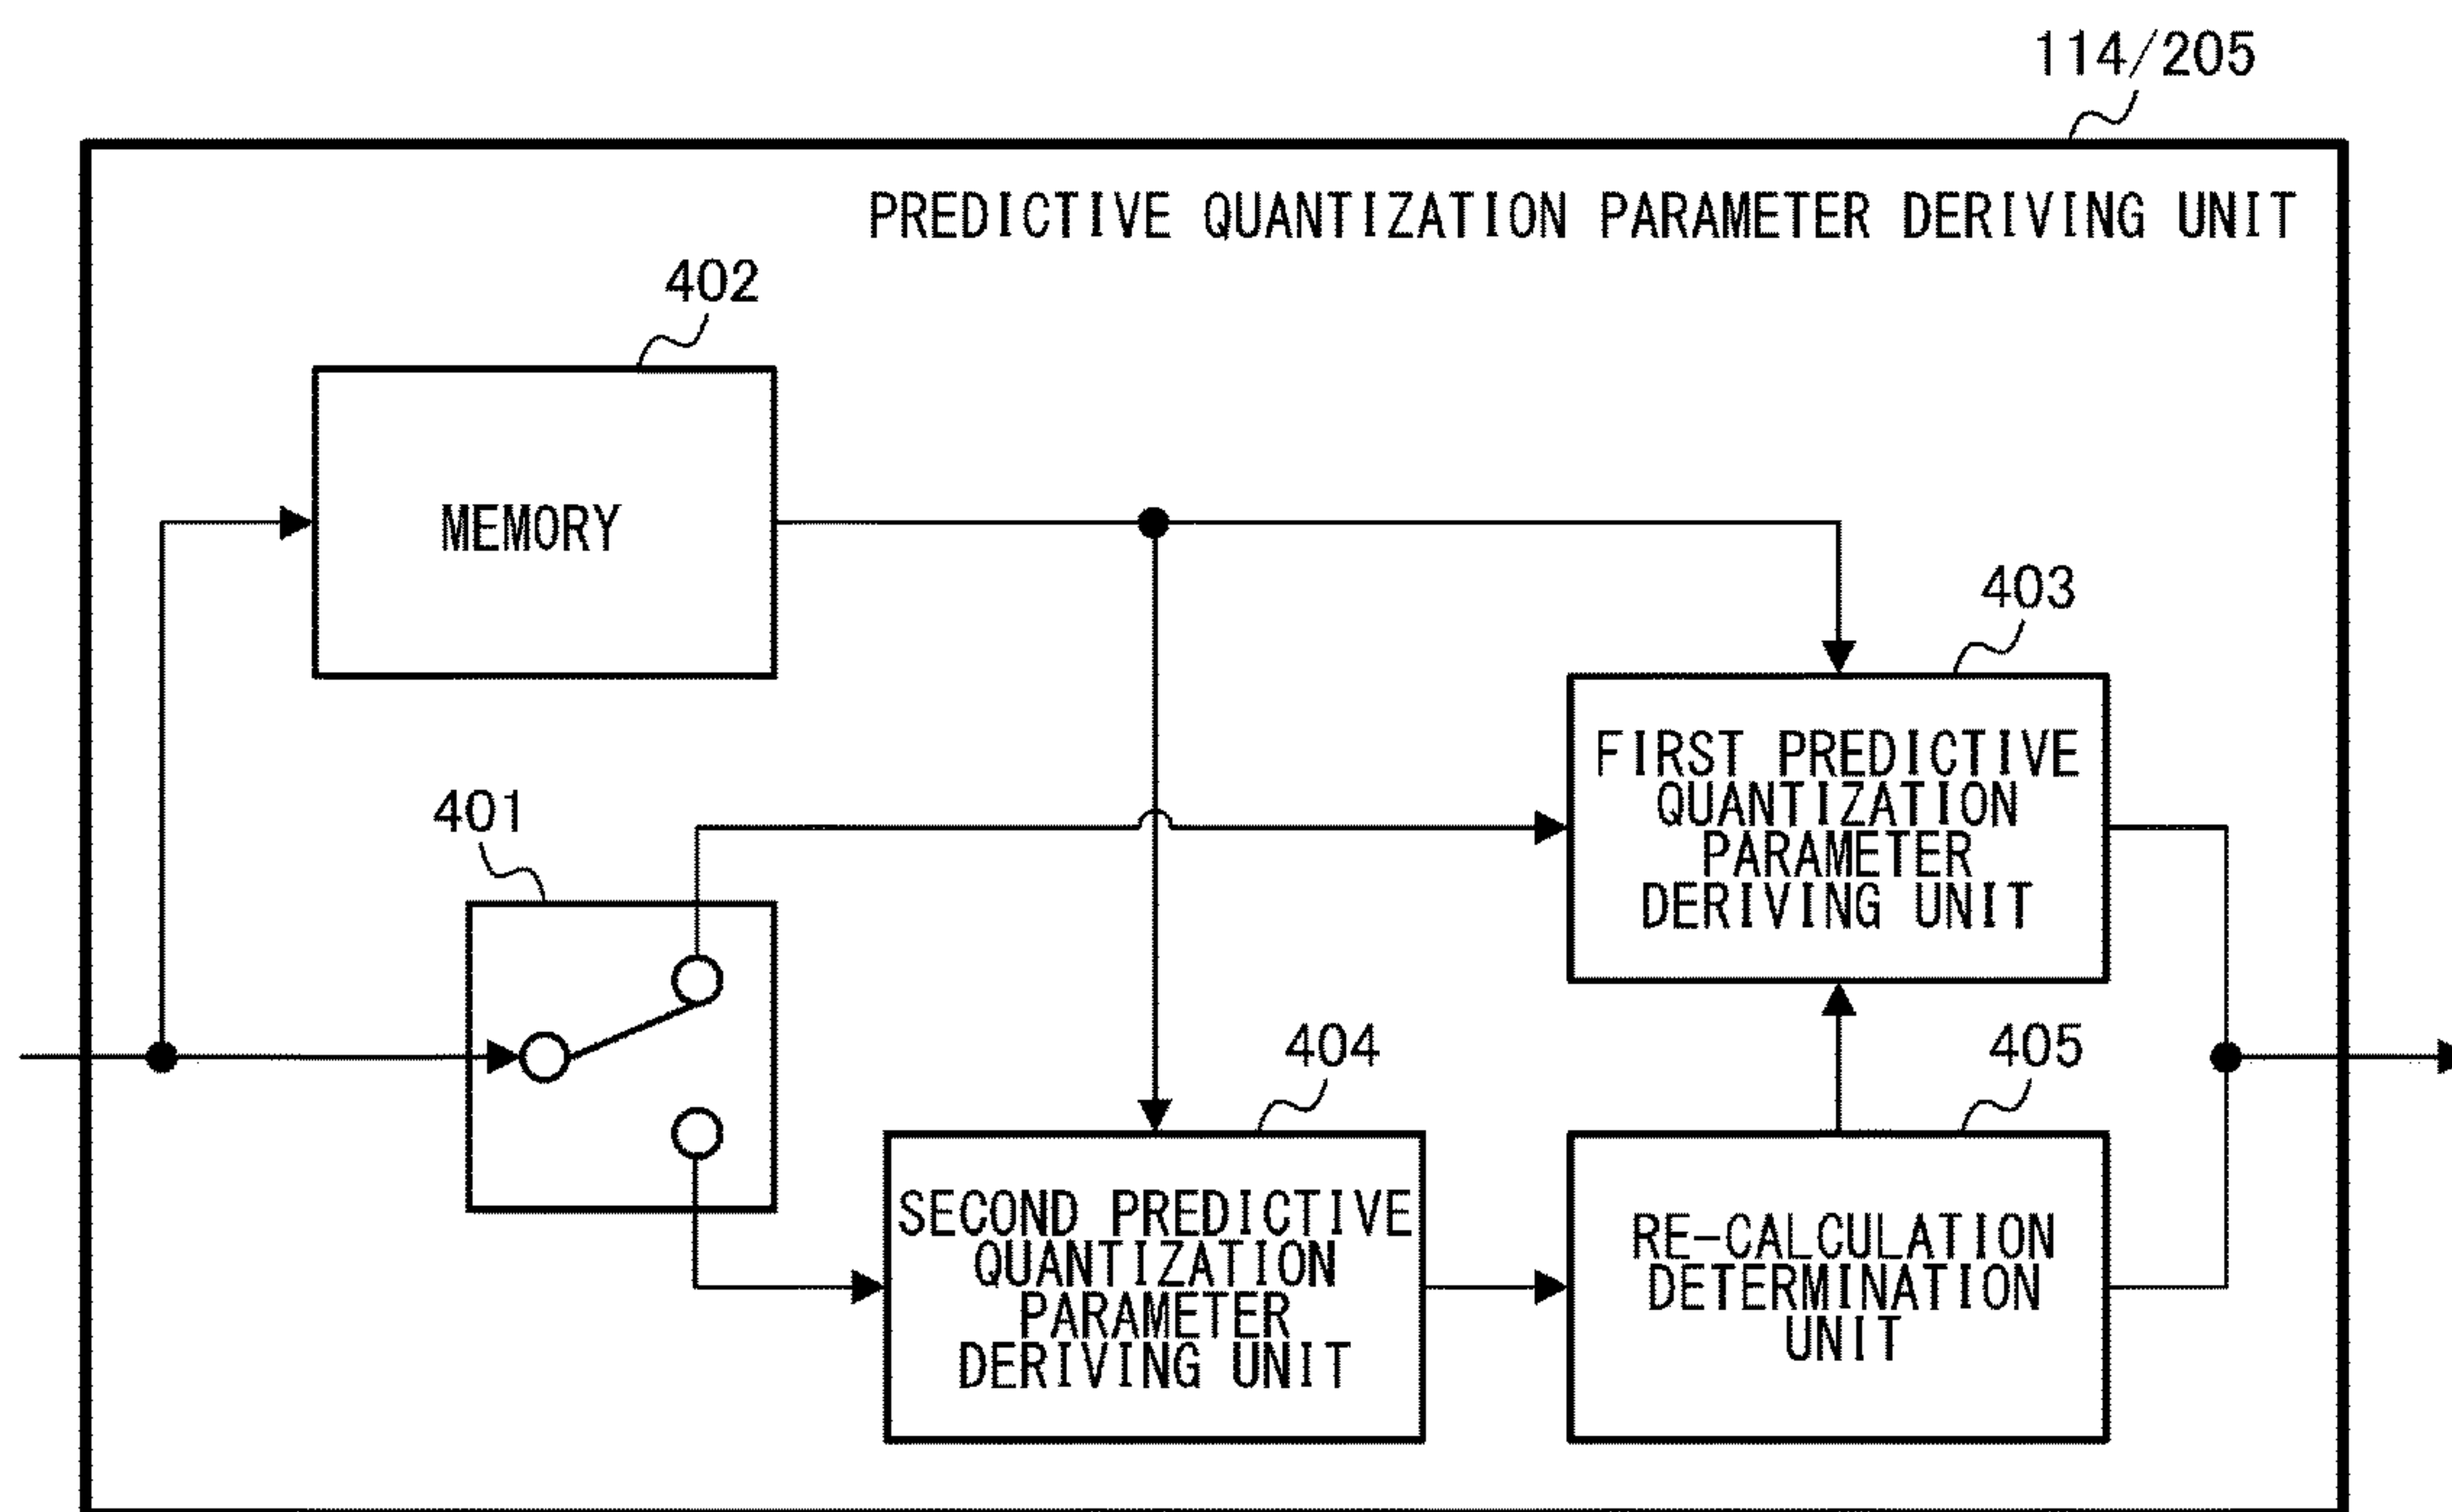 114/205
PREDICTIVE QUANTIZATION PARAMETER DERIVING UNIT
402
MEMORY
403
FIRST PREDICTIVE
QUANTIZATION
PARAMETER
DERIVING UNIT
401
404
SECOND PREDICTIVE
QUANTIZATION
PARAMETER
DERIVING UNIT
405
RE-CALCULATION
DETERMINATION
UNIT